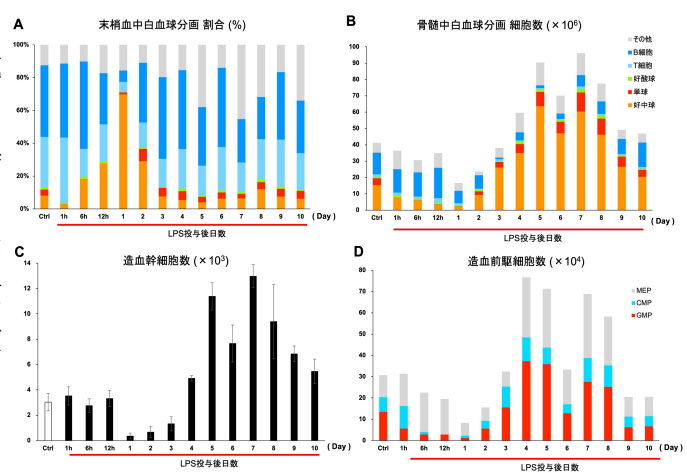 A
末梢血中白血球分画 割合 (%)
100%
80%
60%
40%
20%
0%
Ctrl 1h 6h 12h 1 2 3 4 5 6 7 8 9 10 ( Day )
LPS投与後日数
B
骨髄中白血球分画 細胞数 (×10⁶)
100
90
80
70
60
50
40
30
20
10
0
その他
B細胞
T細胞
好酸球
単球
好中球
Ctrl 1h 6h 12h 1 2 3 4 5 6 7 8 9 10 ( Day )
LPS投与後日数
C
造血幹細胞数 (×10³)
14
12
10
8
6
4
2
0
Ctrl 1h 6h 12h 1 2 3 4 5 6 7 8 9 10 ( Day )
LPS投与後日数
D
造血前駆細胞数 (×10⁴)
80
70
60
50
40
30
20
10
0
MEP
CMP
GMP
Ctrl 1h 6h 12h 1 2 3 4 5 6 7 8 9 10 ( Day )
LPS投与後日数